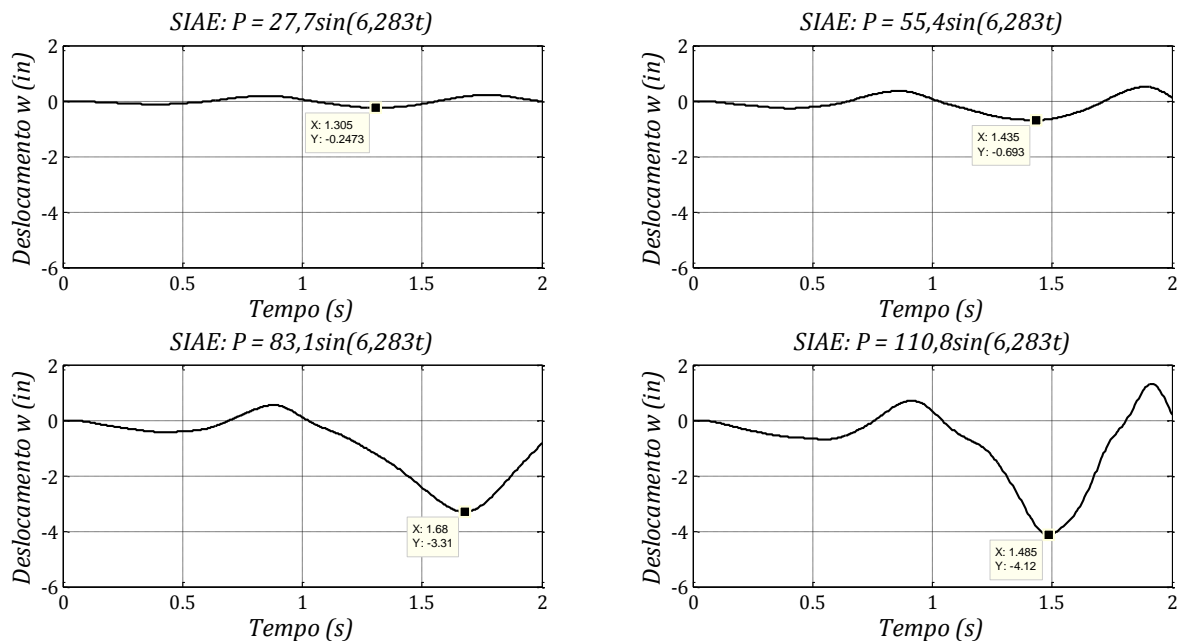 SIAE: P = 27,7sin(6,283t)
2
0
-2
-4
-6
Deslocamento w (in)
X: 1.305
Y: -0.2473
0
0.5
1
1.5
2
Tempo (s)
SIAE: P = 55,4sin(6,283t)
2
0
-2
-4
-6
Deslocamento w (in)
X: 1.435
Y: -0.693
0
0.5
1
1.5
2
Tempo (s)
SIAE: P = 83,1sin(6,283t)
2
0
-2
-4
-6
Deslocamento w (in)
X: 1.68
Y: -3.31
0
0.5
1
1.5
2
Tempo (s)
SIAE: P = 110,8sin(6,283t)
2
0
-2
-4
-6
Deslocamento w (in)
X: 1.485
Y: -4.12
0
0.5
1
1.5
2
Tempo (s)